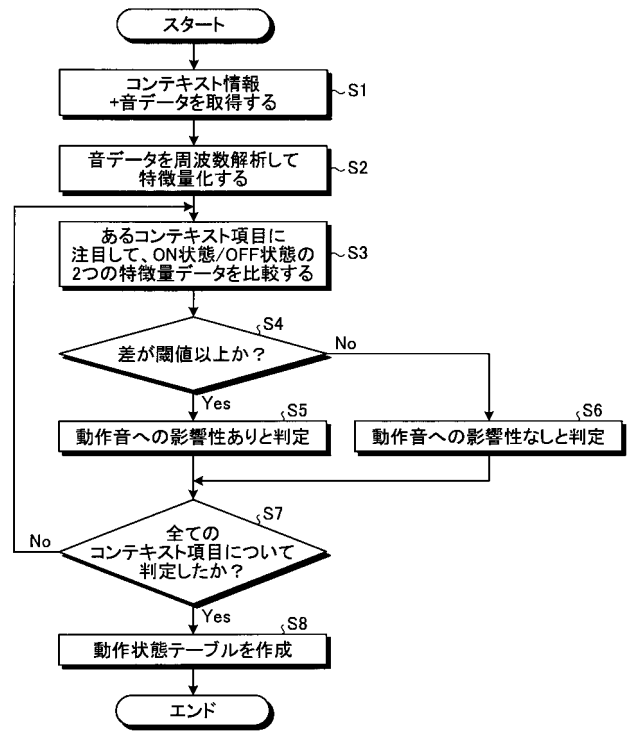 スタート
コンテキスト情報
+音データを取得する
S1
音データを周波数解析して
特徴量化する
S2
あるコンテキスト項目に
注目して、ON状態/OFF状態の
2つの特徴量データを比較する
S3
S4
差が閾値以上か?
No
Yes
S5
動作音への影響性ありと判定
S6
動作音への影響性なしと判定
S7
全ての
コンテキスト項目について
判定したか?
No
Yes
S8
動作状態テーブルを作成
エンド